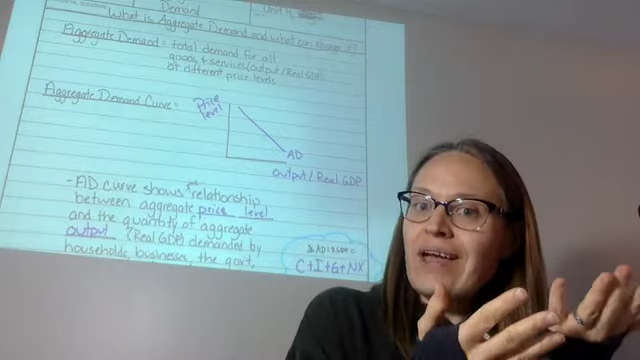 Demand
Unit 4
What is Aggregate Demand and what can change it?
Aggregate Demand = total demand for all
goods + services (output/Real GDP)
at different price levels
Aggregate Demand Curve =
Price
level
AD
output/Real GDP
- AD curve shows the relationship
between aggregate price level
and the quantity of aggregate
output (Real GDP) demanded by
households, businesses, the govt,
C+I+G+NX